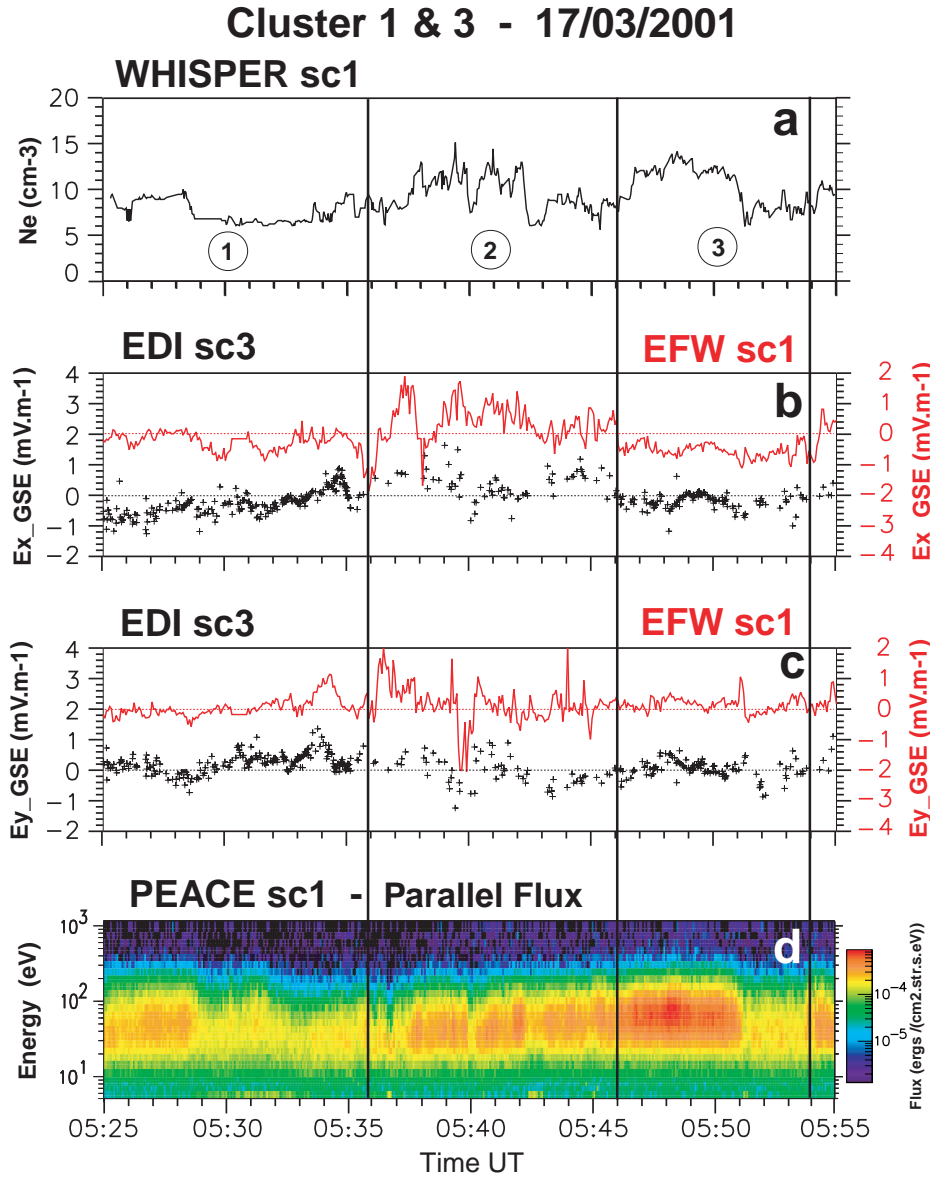 Cluster 1 & 3 - 17/03/2001
WHISPER sc1
a
Ne (cm-3)
20
15
10
5
0
1
2
3
EDI sc3
EFW sc1
b
Ex_GSE (mV.m-1)
4
3
2
1
0
−1
−2
2
1
0
−1
−2
−3
−4
Ex GSE (mV.m-1)
EDI sc3
EFW sc1
c
Ey_GSE (mV.m-1)
4
3
2
1
0
−1
−2
2
1
0
−1
−2
−3
−4
Ey_GSE (mV.m-1)
PEACE sc1 - Parallel Flux
d
Energy (eV)
10³
10²
10¹
10⁻⁴
10⁻⁵
Flux (ergs /(cm2.str.s.eV))
05:25 05:30 05:35 05:40 05:45 05:50 05:55
Time UT